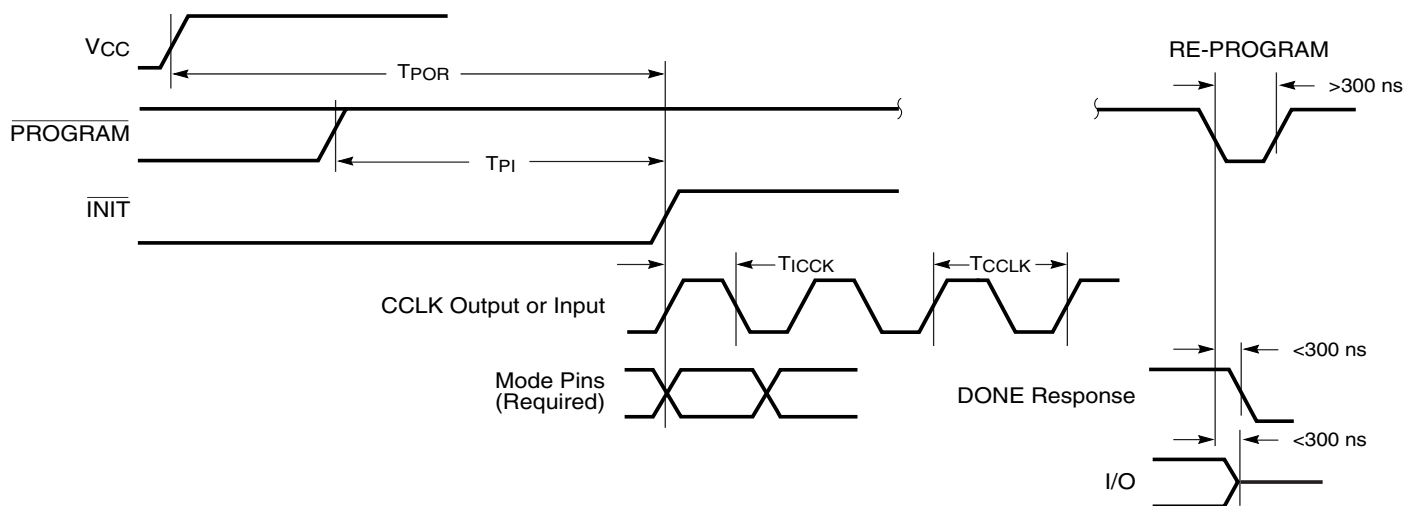 VCC
TPOR
RE-PROGRAM
>300 ns
PROGRAM
TPI
INIT
TICCK
TCCLK
CCLK Output or Input
<300 ns
Mode Pins
(Required)
DONE Response
<300 ns
I/O